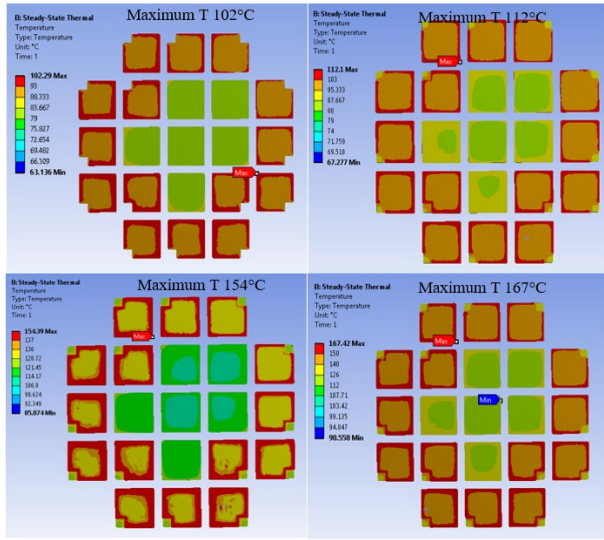 Maximum T 102°C
B: Steady-State Thermal
Temperature
Type: Temperature
Unit: °C
Time: 1
102.29 Max
93
88.333
83.667
79
75.827
72.654
69.482
66.309
63.136 Min
Max
Maximum T 112°C
B: Steady-State Thermal
Temperature
Type: Temperature
Unit: °C
Time: 1
112.1 Max
103
95.333
87.667
80
79
74
71.759
69.518
67.277 Min
Max
Maximum T 154°C
B: Steady-State Thermal
Temperature
Type: Temperature
Unit: °C
Time: 1
154.39 Max
137
126
128.72
121.45
114.17
106.9
99.624
92.349
85.074 Min
Max
Maximum T 167°C
B: Steady-State Thermal
Temperature
Type: Temperature
Unit: °C
Time: 1
167.42 Max
150
140
126
112
107.71
103.42
99.135
94.847
90.558 Min
Max
Min